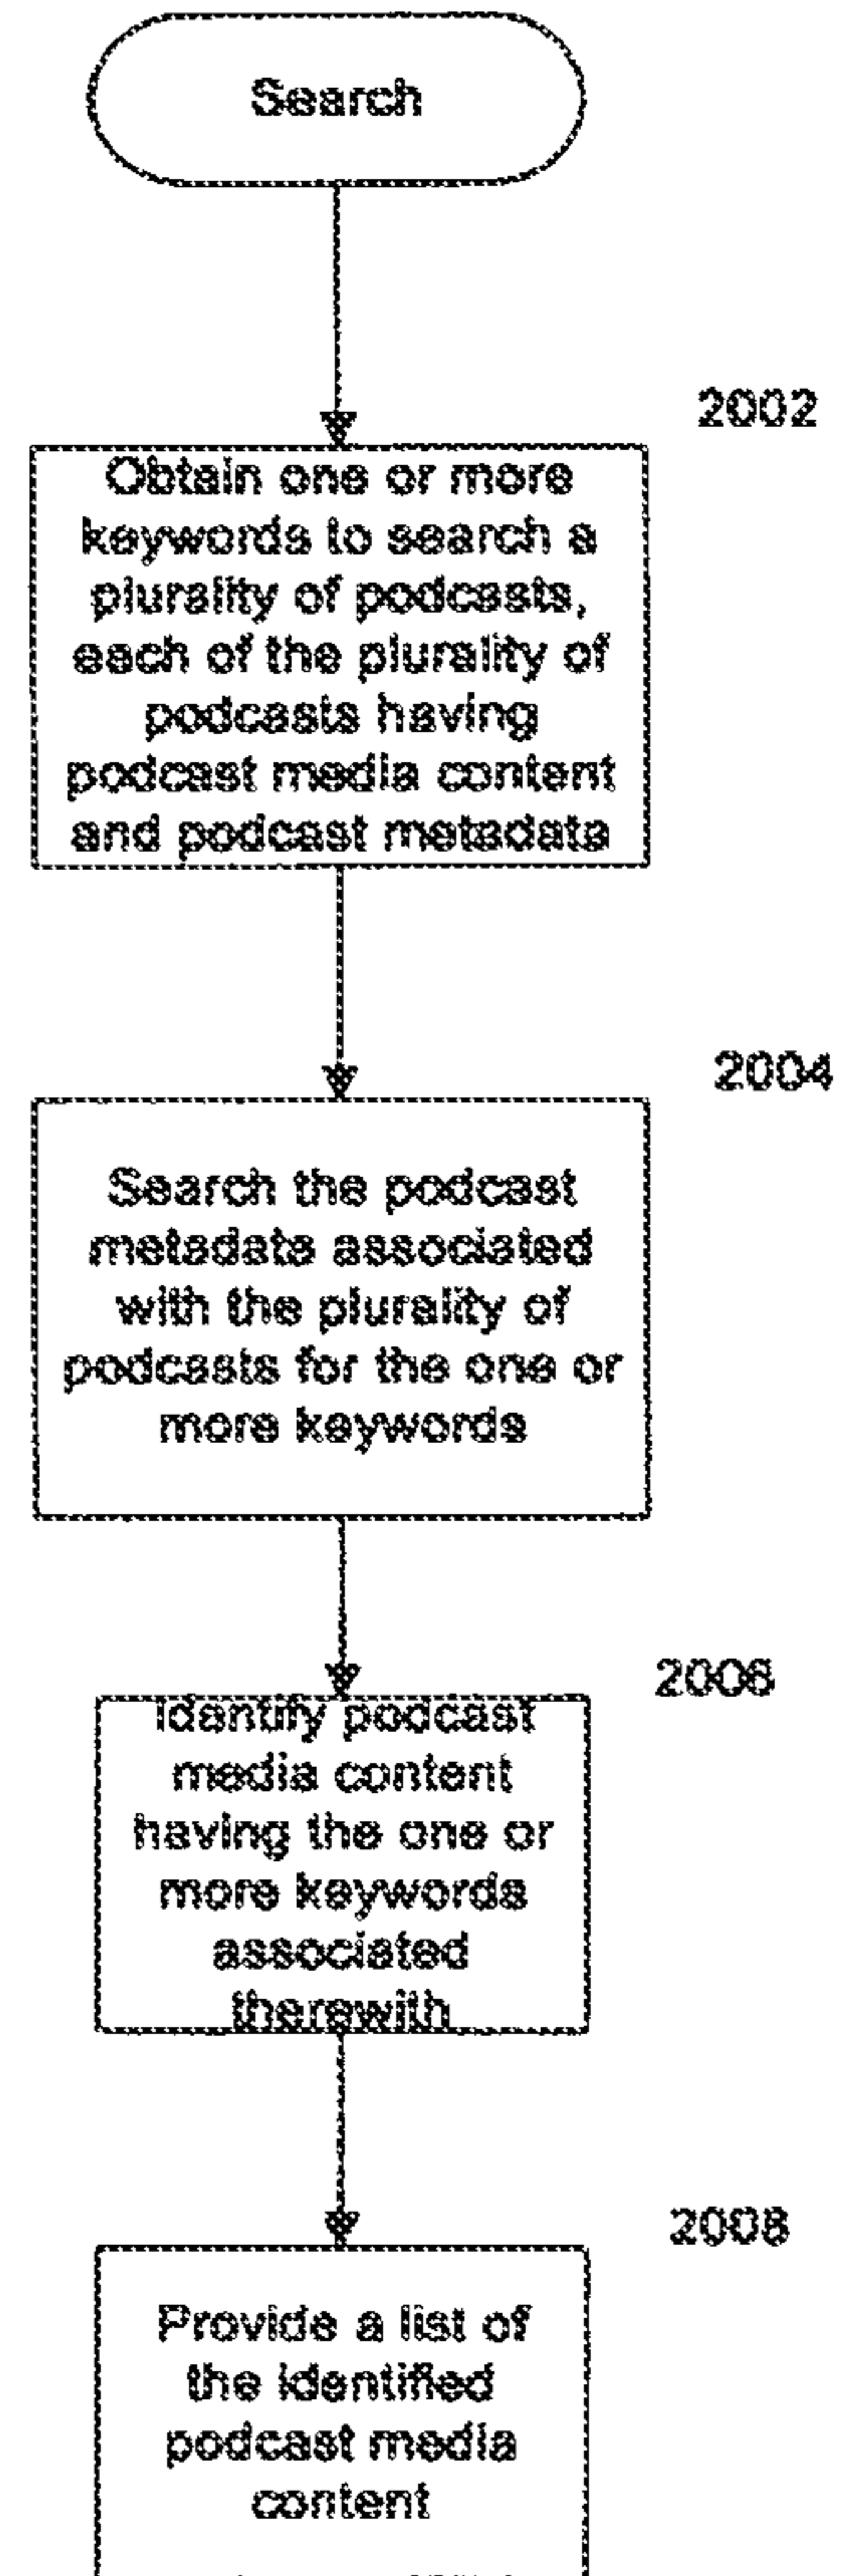 Search
2002
Obtain one or more
keywords to search a
plurality of podcasts,
each of the plurality of
podcasts having
podcast media content
and podcast metadata
2004
Search the podcast
metadata associated
with the plurality of
podcasts for the one or
more keywords
2006
Identify podcast
media content
having the one or
more keywords
associated
therewith
2008
Provide a list of
the identified
podcast media
content